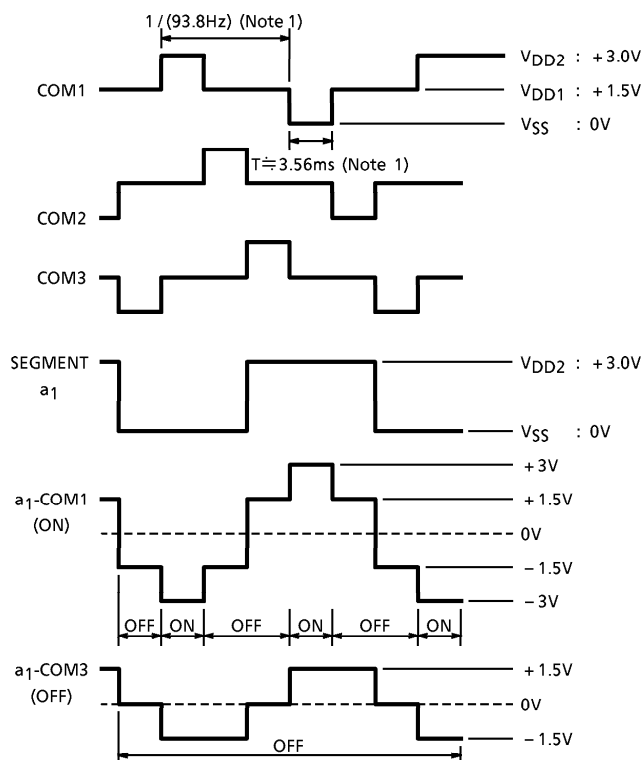 1 / (93.8Hz) (Note 1)
COM1
VDD2 : +3.0V
VDD1 : +1.5V
VSS : 0V
T≒3.56ms (Note 1)
COM2
COM3
SEGMENT
a1
VDD2 : +3.0V
VSS : 0V
a1-COM1
(ON)
+3V
+1.5V
0V
−1.5V
−3V
OFF ON OFF ON OFF ON
a1-COM3
(OFF)
+1.5V
0V
−1.5V
OFF